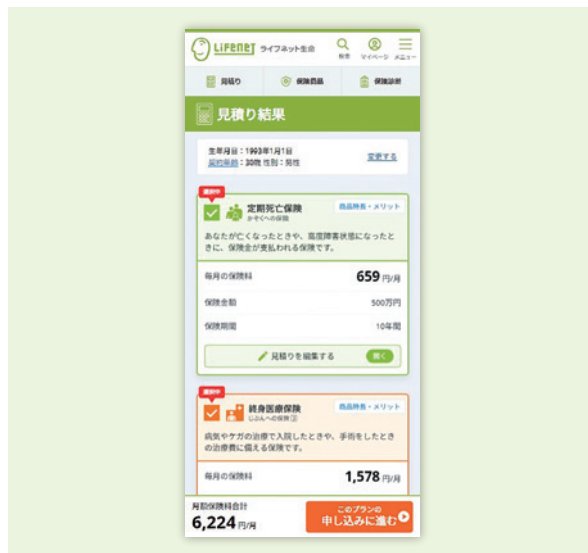 LIFENET ライフネット生命
検索 マイページ メニュー
見積り 保険商品 保険診断
見積り結果
生年月日：1993年1月1日
契約年齢：30歳 性別：男性
変更する
選択中
定期死亡保険
かぞくへの保険
商品特長・メリット
あなたが亡くなったときや、高度障害状態になったと
きに、保険金が支払われる保険です。
毎月の保険料 659 円/月
保険金額 500万円
保険期間 10年間
見積りを編集する 開く
選択中
終身医療保険
じぶんへの保険3
商品特長・メリット
病気やケガの治療で入院したときや、手術をしたとき
の治療費に備える保険です。
毎月の保険料 1,578 円/月
月額保険料合計
6,224 円/月
このプランの
申し込みに進む